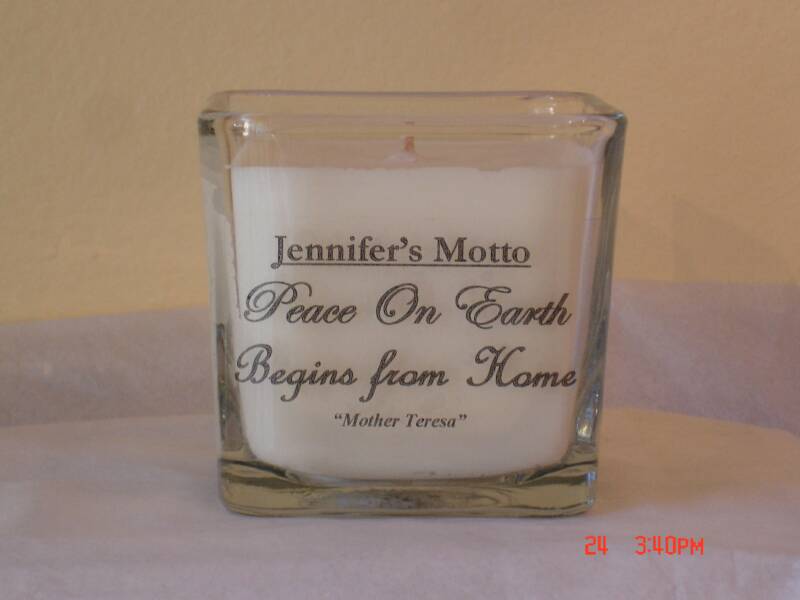 Jennifer's Motto
Peace On Earth
Begins from Home
"Mother Teresa"
24 3:40PM